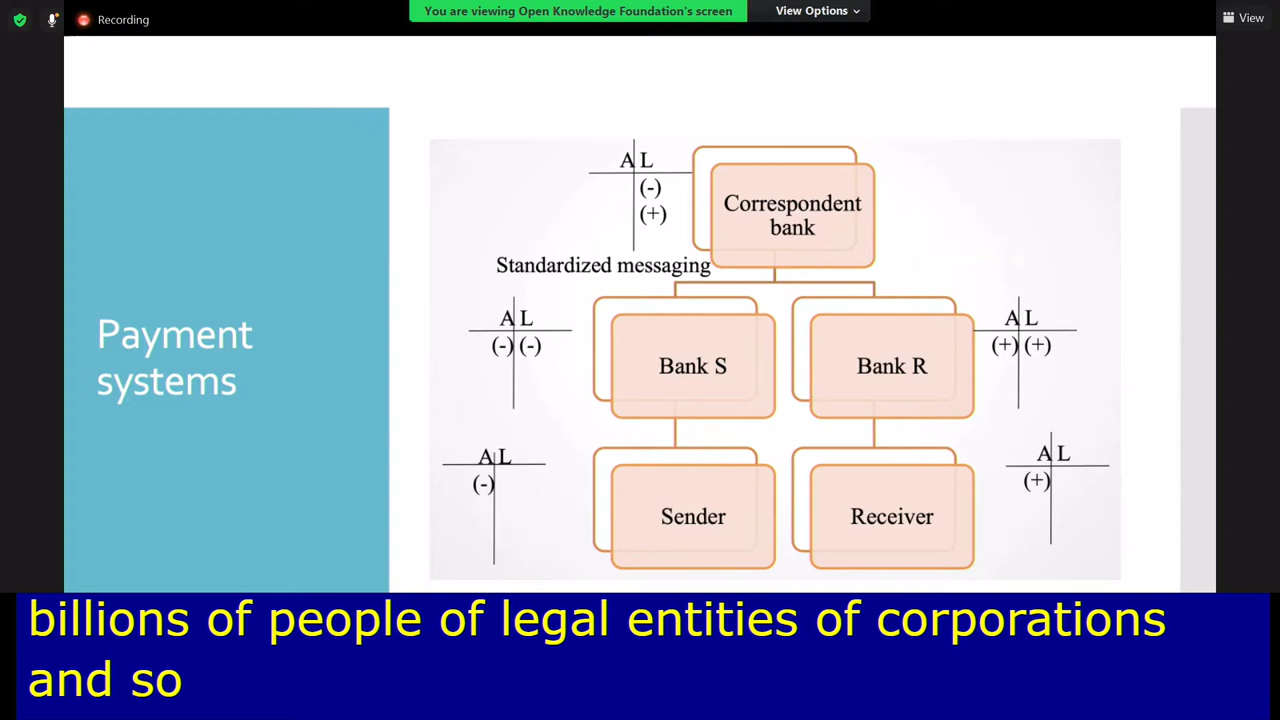 Recording
You are viewing Open Knowledge Foundation's screen
View Options
View
Payment
systems
A L
(-)
(+)
Correspondent
bank
Standardized messaging
A L
(-) (-)
Bank S
Bank R
A L
(+) (+)
A L
(-)
Sender
Receiver
A L
(+)
billions of people of legal entities of corporations
and so